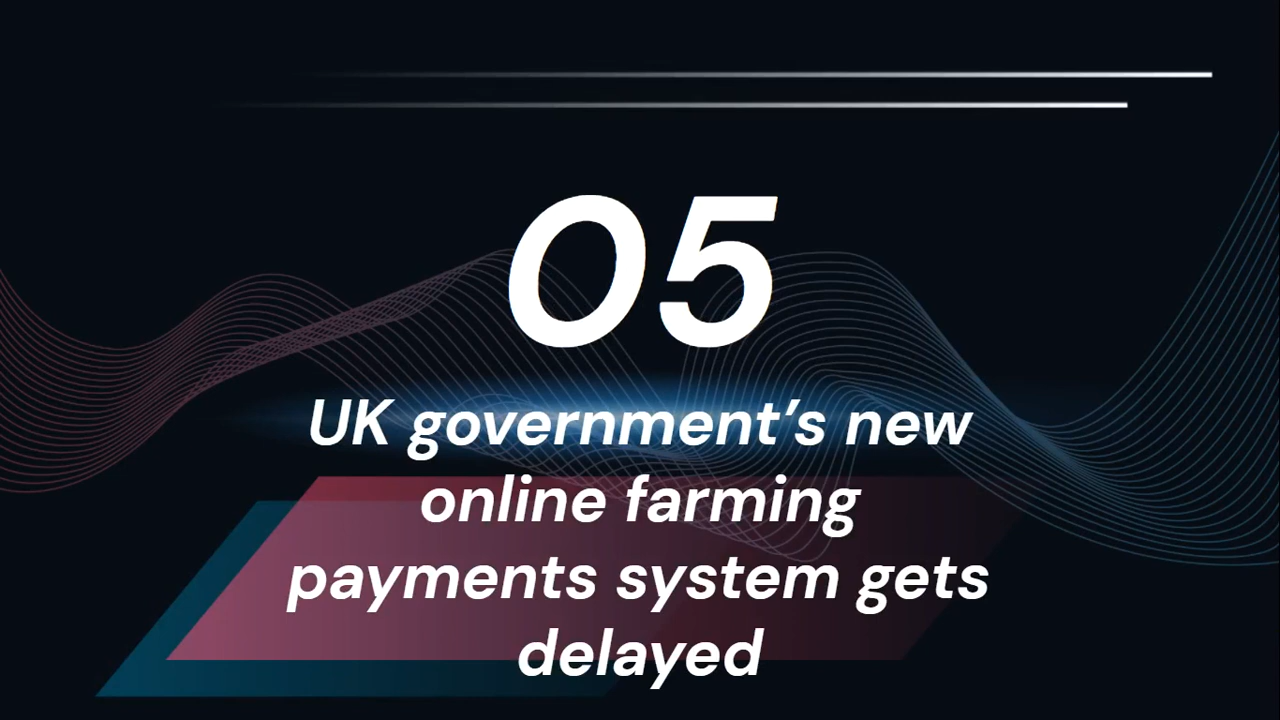 05
UK government’s new
online farming
payments system gets
delayed